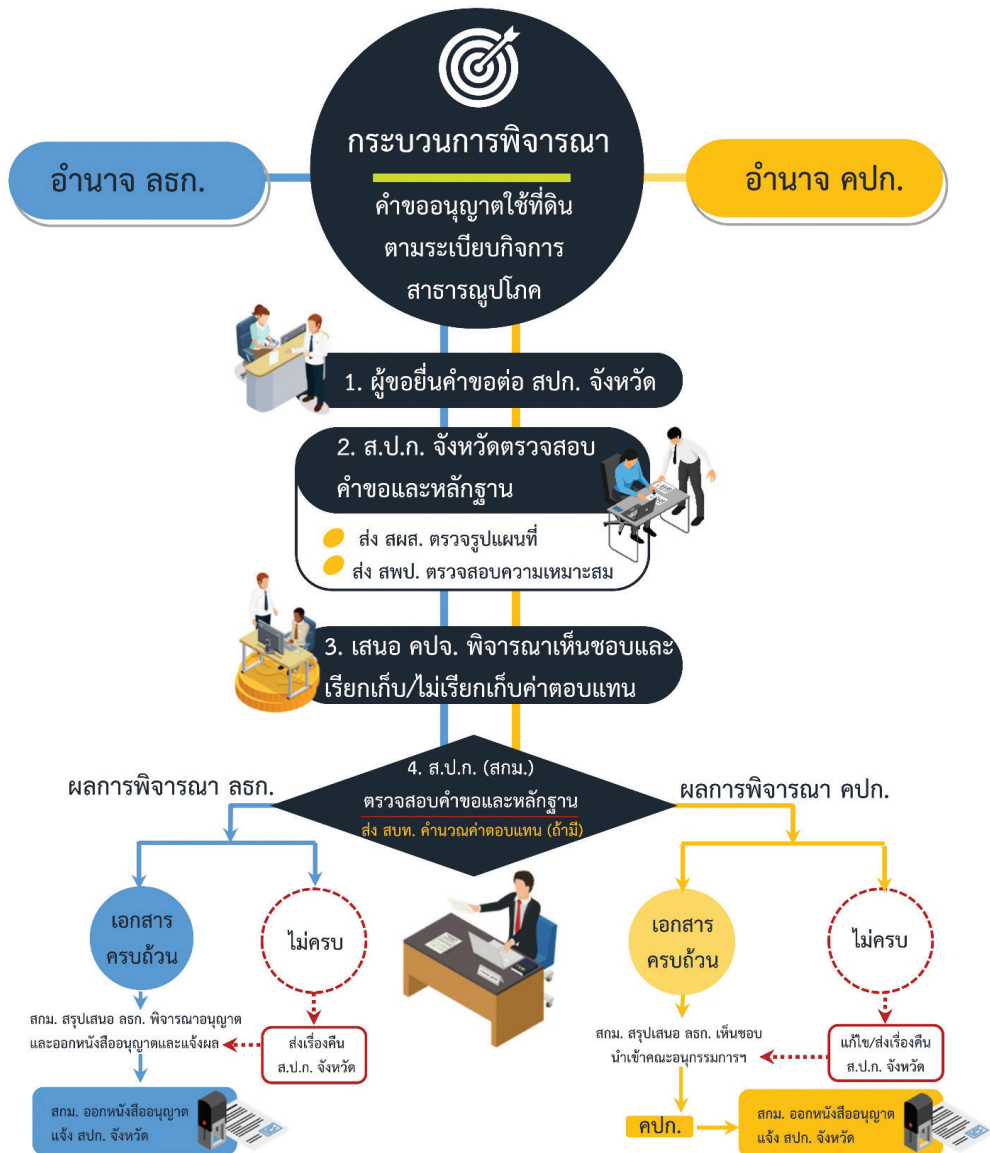 กระบวนการพิจารณา
คำขออนุญาตใช้ที่ดิน
ตามระเบียบกิจการ
สาธารณูปโภค
อำนาจ ลธก.
อำนาจ คปก.
1. ผู้ขอยื่นคำขอต่อ สปก. จังหวัด
2. ส.ป.ก. จังหวัดตรวจสอบ
คำขอและหลักฐาน
ส่ง สผส. ตรวจรูปแผนที่
ส่ง สพป. ตรวจสอบความเหมาะสม
3. เสนอ คปจ. พิจารณาเห็นชอบและ
เรียกเก็บ/ไม่เรียกเก็บค่าตอบแทน
4. ส.ป.ก. (สกม.)
ตรวจสอบคำขอและหลักฐาน
ส่ง สบท. คำนวณค่าตอบแทน (ถ้ามี)
ผลการพิจารณา ลธก.
เอกสาร
ครบถ้วน
ไม่ครบ
สกม. สรุปเสนอ ลธก. พิจารณาอนุญาต
และออกหนังสืออนุญาตและแจ้งผล
ส่งเรื่องคืน
ส.ป.ก. จังหวัด
สกม. ออกหนังสืออนุญาต
แจ้ง สปก. จังหวัด
ผลการพิจารณา คปก.
เอกสาร
ครบถ้วน
ไม่ครบ
สกม. สรุปเสนอ ลธก. เห็นชอบ
นำเข้าคณะอนุกรรมการฯ
แก้ไข/ส่งเรื่องคืน
ส.ป.ก. จังหวัด
คปก.
สกม. ออกหนังสืออนุญาต
แจ้ง สปก. จังหวัด